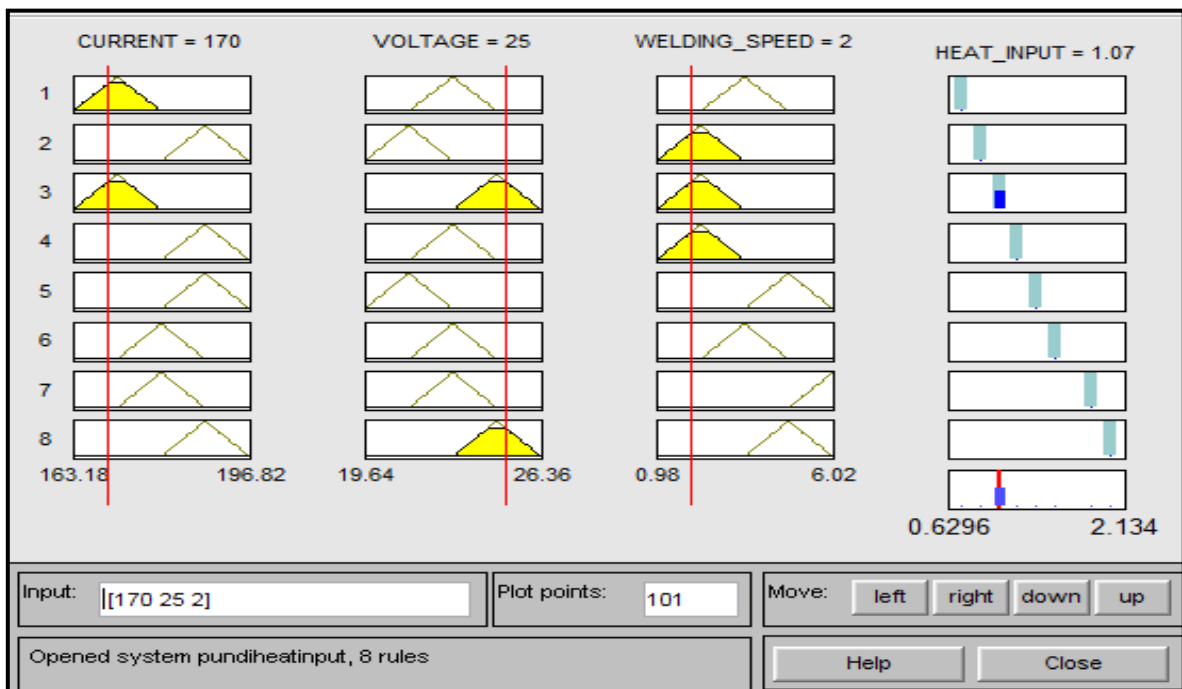 CURRENT = 170 VOLTAGE = 25 WELDING_SPEED = 2 HEAT_INPUT = 1.07
1
2
3
4
5
6
7
8
163.18 196.82 19.64 26.36 0.98 6.02
0.6296 2.134
Input: [170 25 2] Plot points: 101 Move: left right down up
Opened system pundiheatinput, 8 rules Help Close